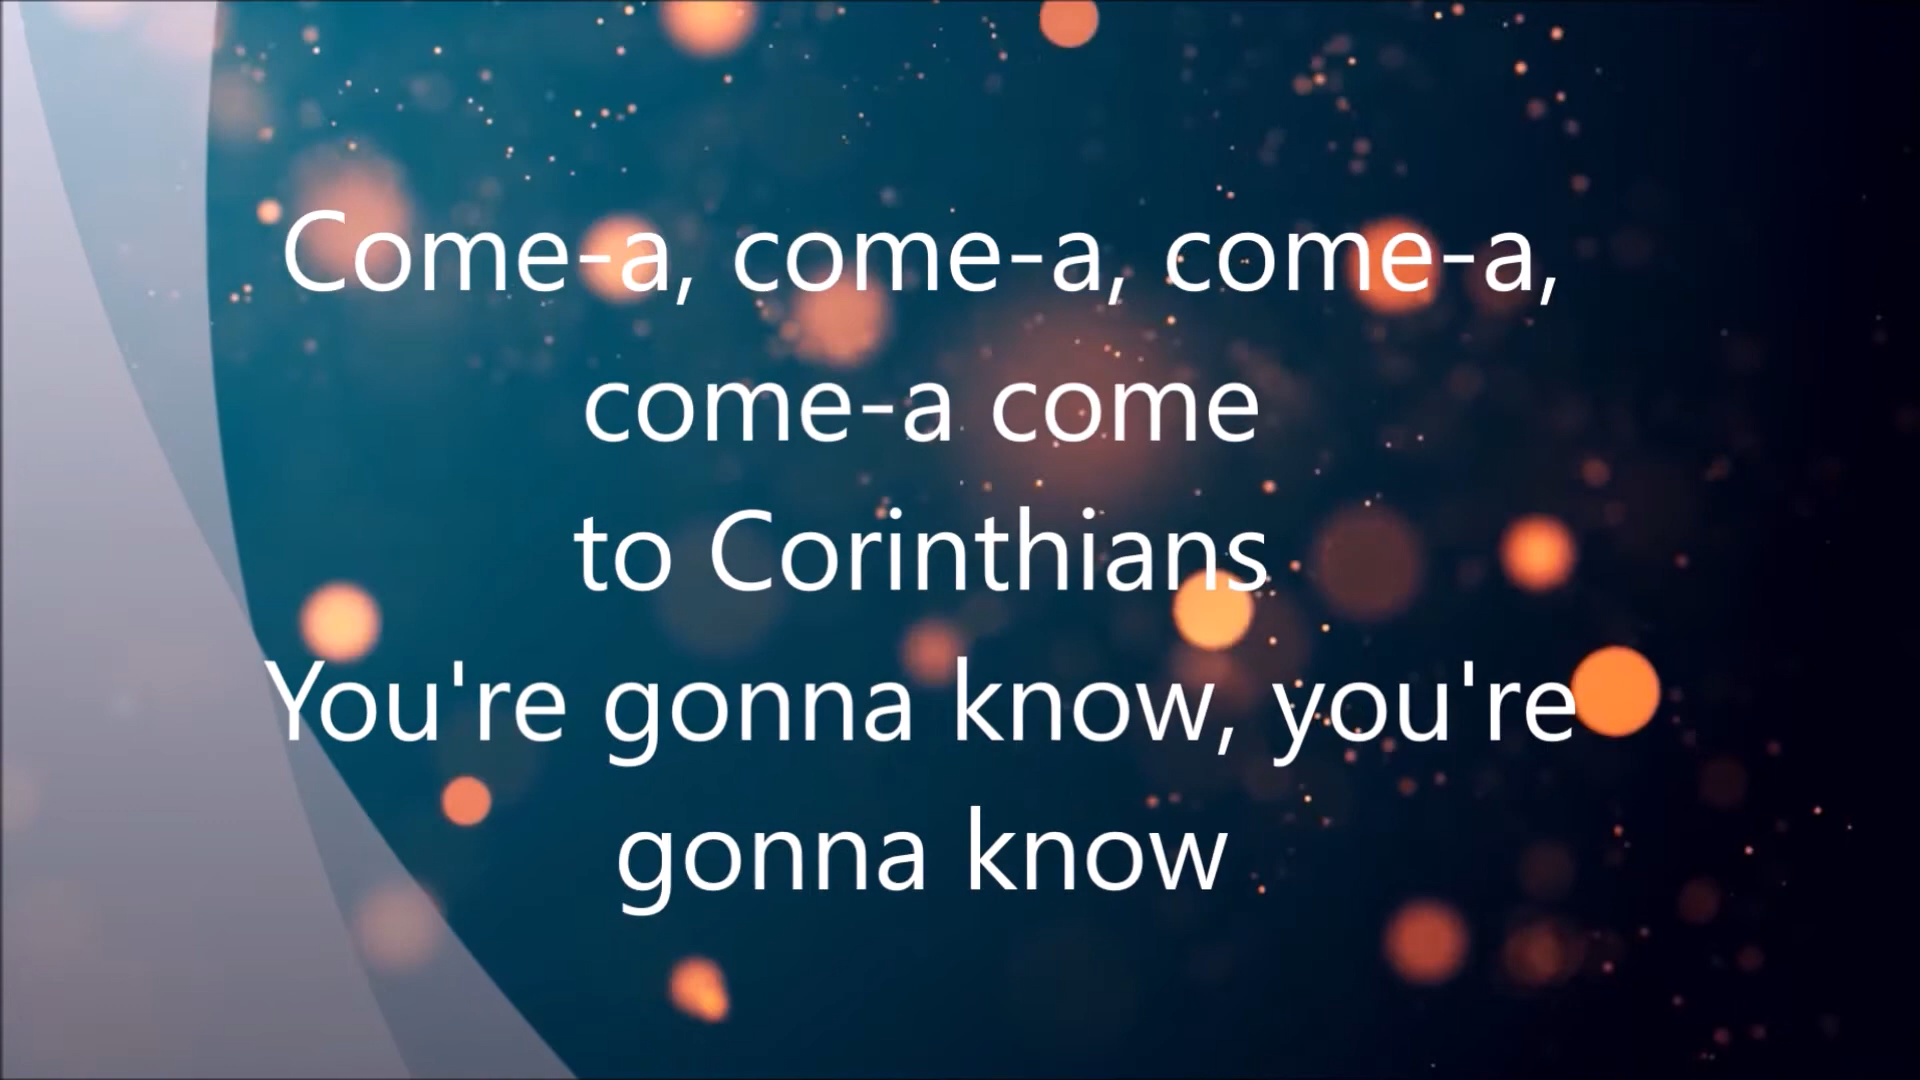 Come-a, come-a, come-a,
come-a come
to Corinthians
You're gonna know, you're
gonna know